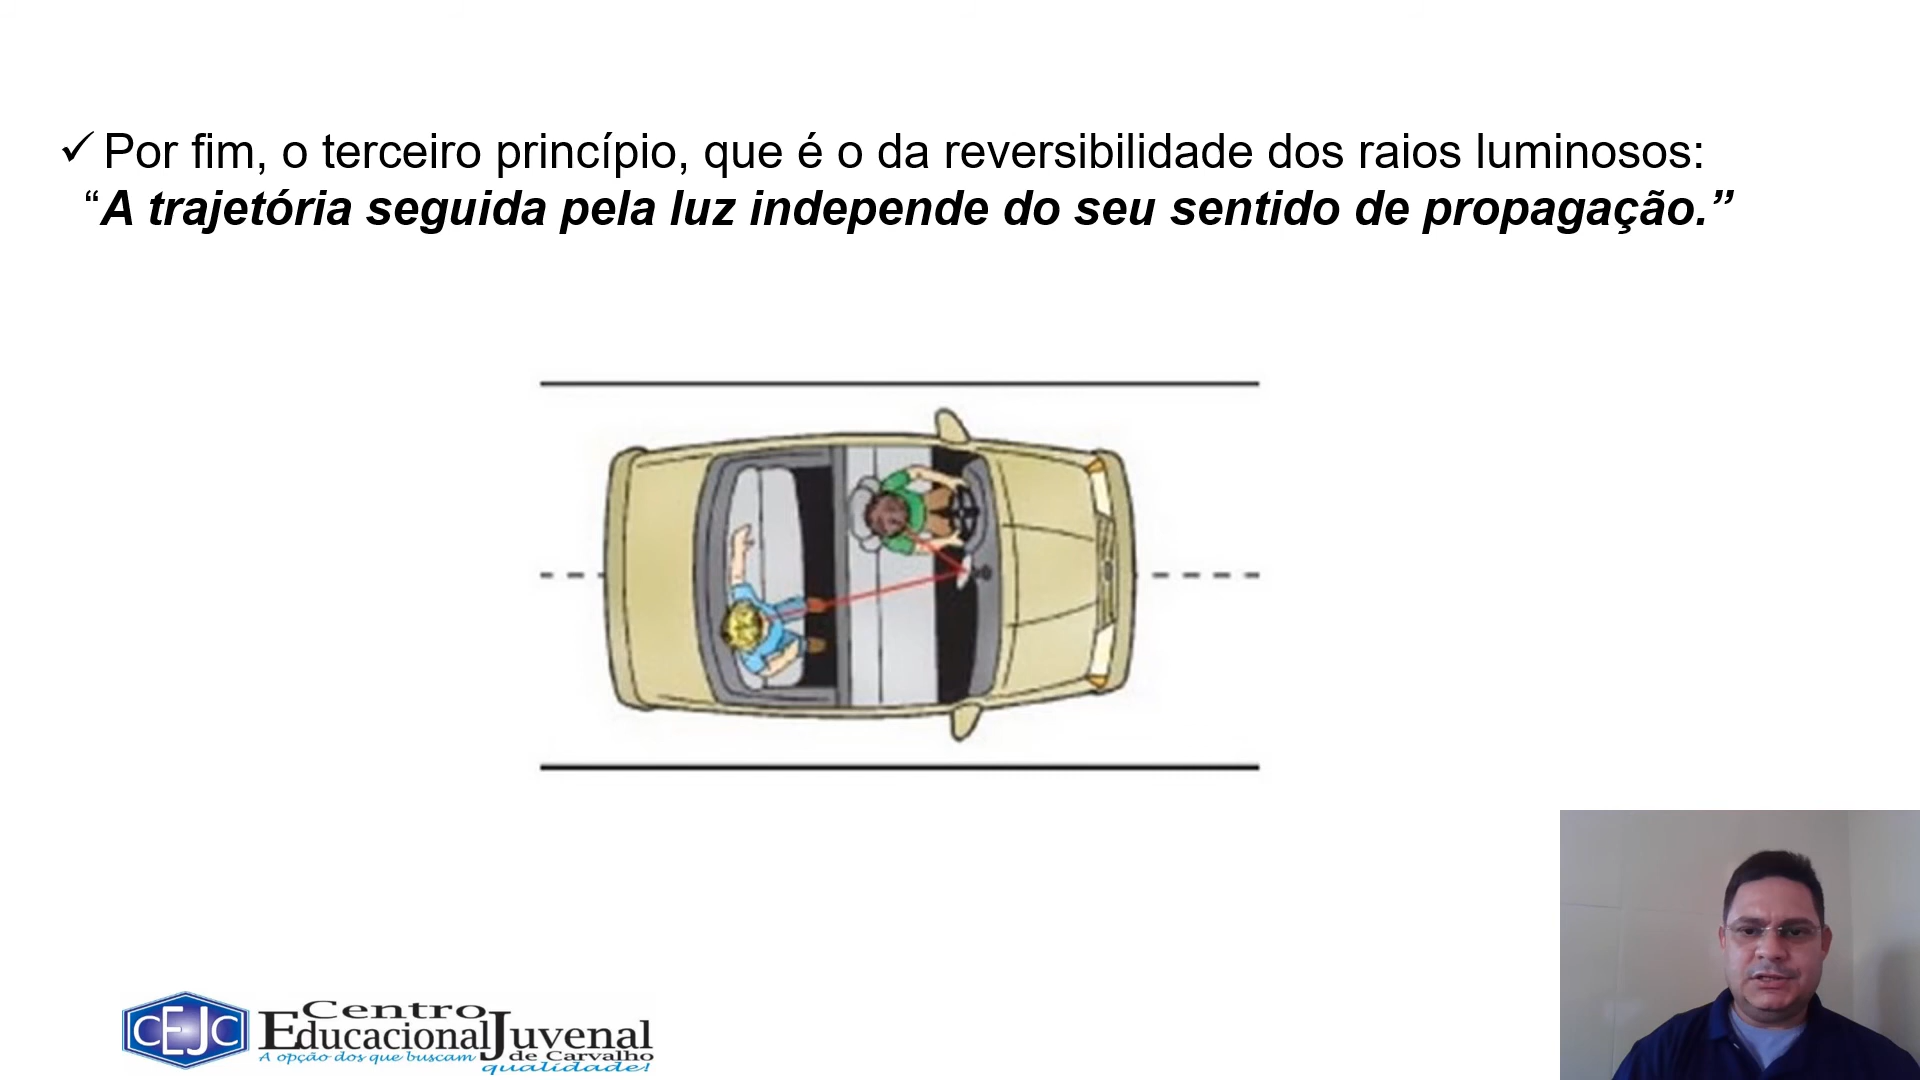 Por fim, o terceiro princípio, que é o da reversibilidade dos raios luminosos:
“A trajetória seguida pela luz independe do seu sentido de propagação.”
CEJC
Centro
Educacional Juvenal
de Carvalho
A opção dos que buscam
qualidade!